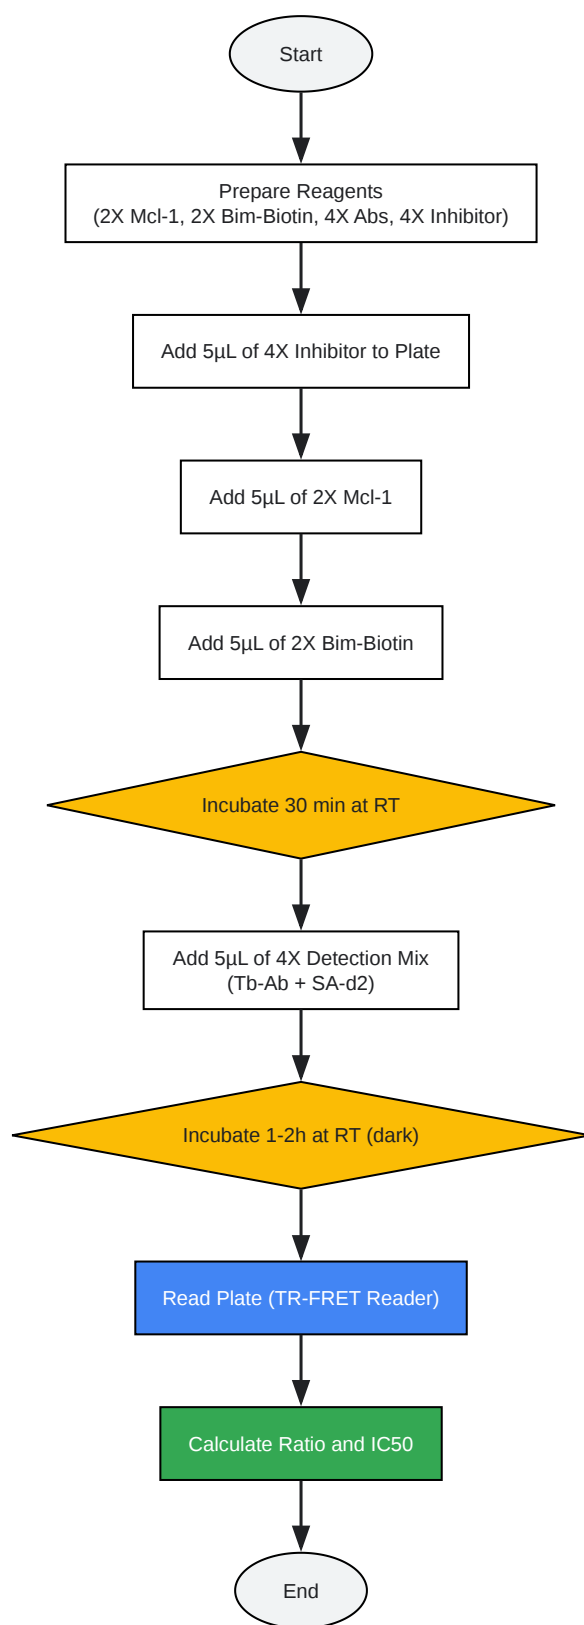 Start
Prepare Reagents
(2X Mcl-1, 2X Bim-Biotin, 4X Abs, 4X Inhibitor)
Add 5µL of 4X Inhibitor to Plate
Add 5µL of 2X Mcl-1
Add 5µL of 2X Bim-Biotin
Incubate 30 min at RT
Add 5µL of 4X Detection Mix
(Tb-Ab + SA-d2)
Incubate 1-2h at RT (dark)
Read Plate (TR-FRET Reader)
Calculate Ratio and IC50
End